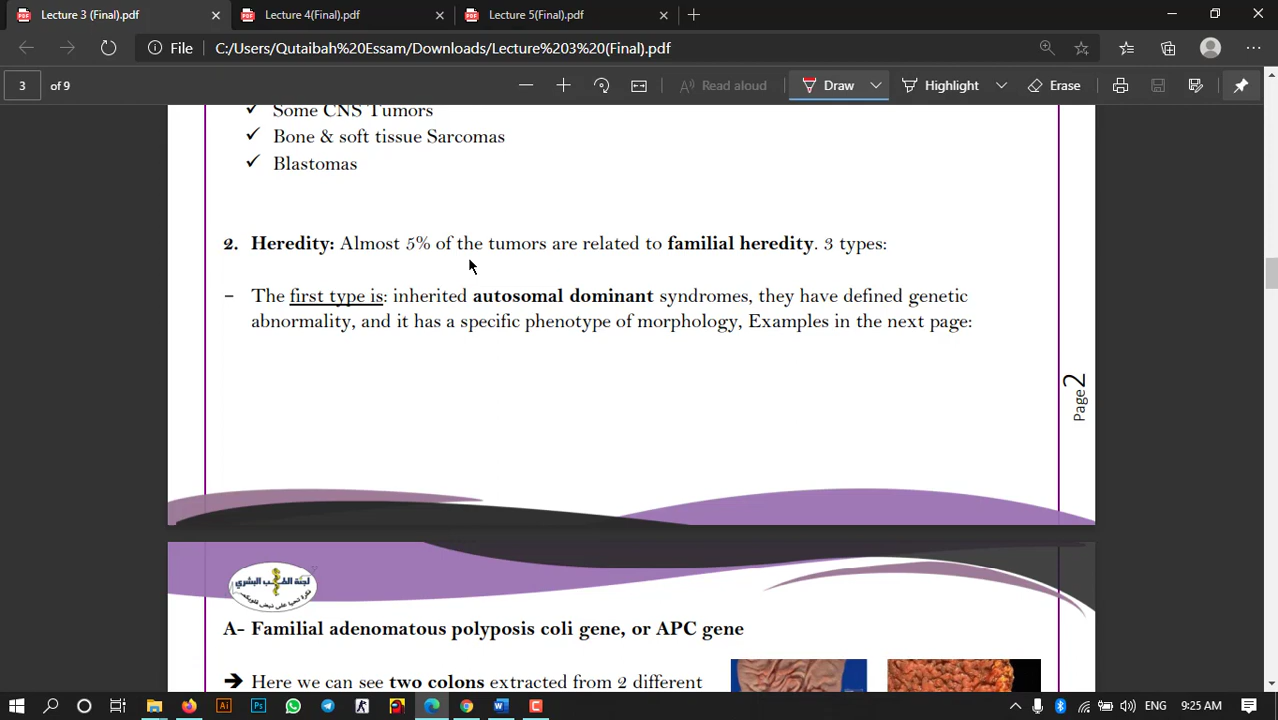 Lecture 3 (Final).pdf
Lecture 4(Final).pdf
Lecture 5(Final).pdf
File
C:/Users/Qutaibah%20Essam/Downloads/Lecture%203%20(Final).pdf
3 of 9
Read aloud
Draw
Highlight
Erase
✓ Some CNS Tumors
✓ Bone & soft tissue Sarcomas
✓ Blastomas
2. Heredity: Almost 5% of the tumors are related to familial heredity. 3 types:
- The first type is: inherited autosomal dominant syndromes, they have defined genetic
abnormality, and it has a specific phenotype of morphology, Examples in the next page:
Page2
لجنة الطب البشري
A- Familial adenomatous polyposis coli gene, or APC gene
➔ Here we can see two colons extracted from 2 different
9:25 AM